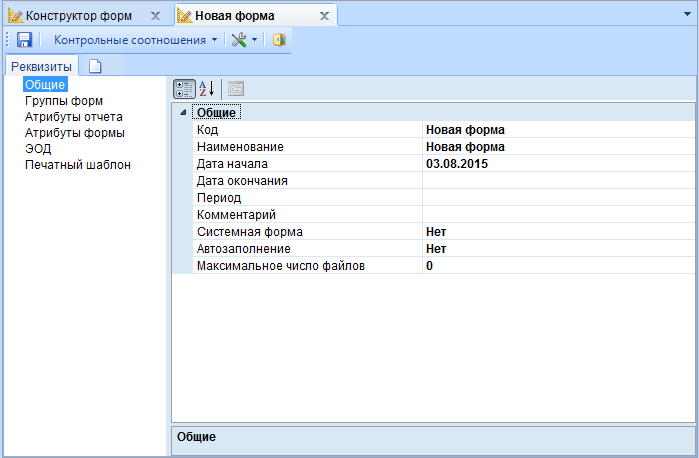 Конструктор форм
Новая форма
Контрольные соотношения
Реквизиты
Общие
Группы форм
Атрибуты отчета
Атрибуты формы
ЭОД
Печатный шаблон
Общие
Код Новая форма
Наименование Новая форма
Дата начала 03.08.2015
Дата окончания
Период
Комментарий
Системная форма Нет
Автозаполнение Нет
Максимальное число файлов 0
Общие